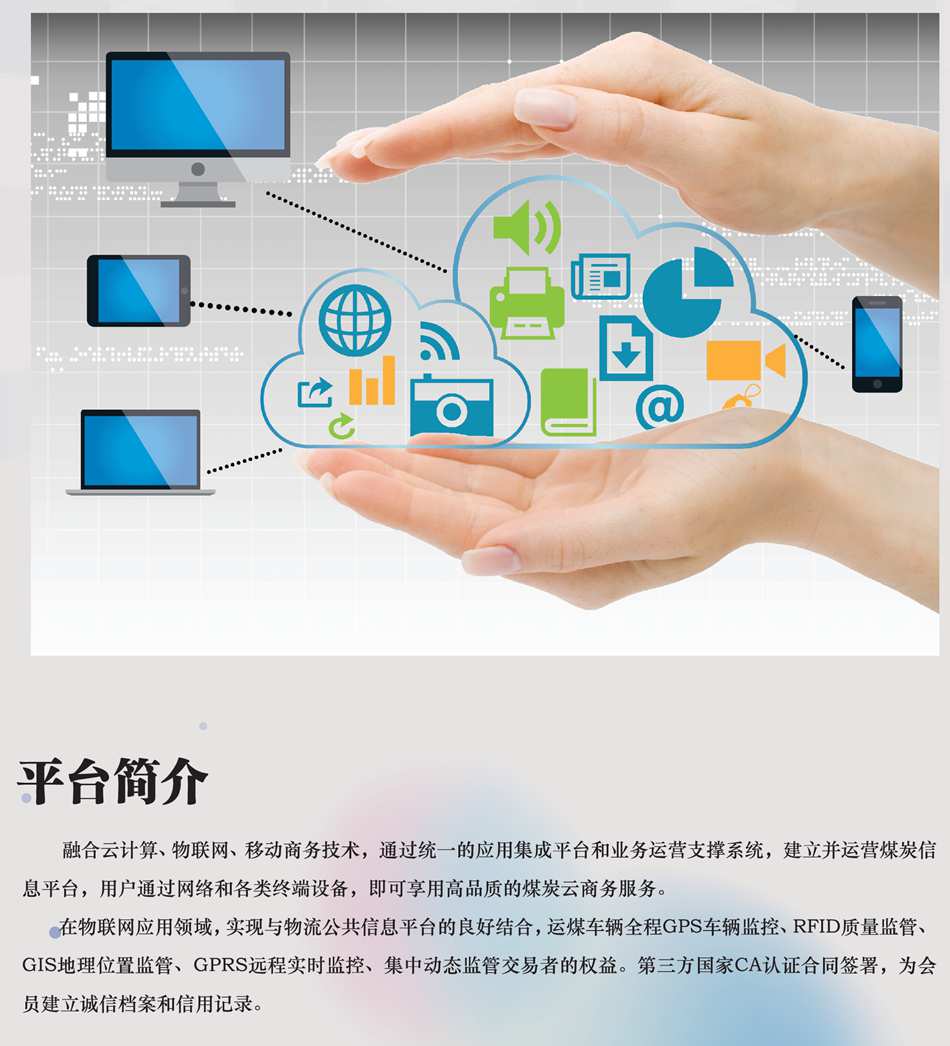 平台简介
融合云计算、物联网、移动商务技术，通过统一的应用集成平台和业务运营支撑系统，建立并运营煤炭信
息平台，用户通过网络和各类终端设备，即可享用高品质的煤炭云商务服务。
在物联网应用领域，实现与物流公共信息平台的良好结合，运煤车辆全程GPS车辆监控、RFID质量监管、
GIS地理位置监管、GPRS远程实时监控、集中动态监管交易者的权益。第三方国家CA认证合同签署，为会
员建立诚信档案和信用记录。